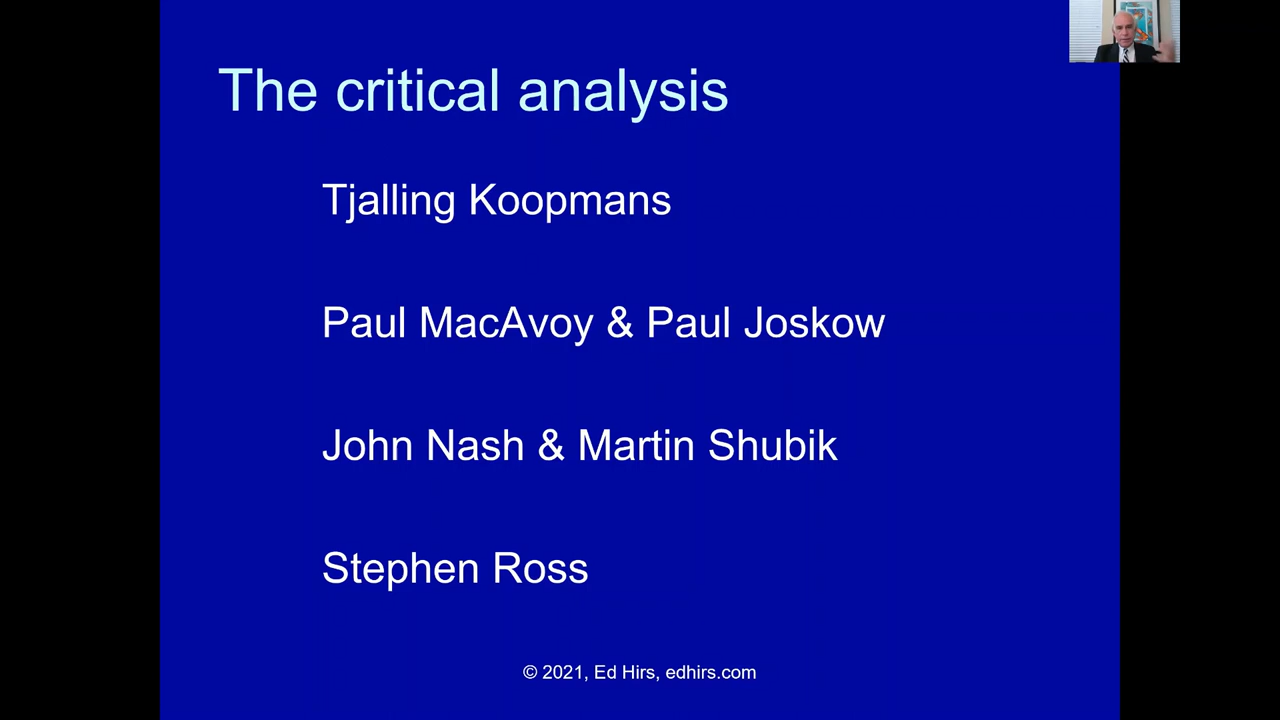 The critical analysis
Tjalling Koopmans
Paul MacAvoy & Paul Joskow
John Nash & Martin Shubik
Stephen Ross
© 2021, Ed Hirs, edhirs.com